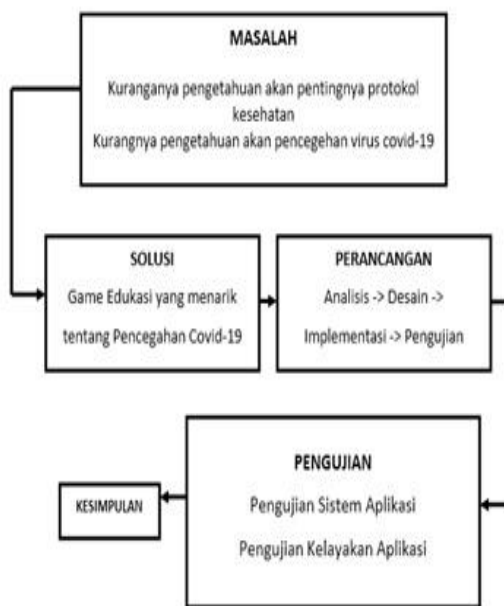 MASALAH
Kuranganya pengetahuan akan pentingnya protokol
kesehatan
Kurangnya pengetahuan akan pencegehan virus covid-19
SOLUSI
Game Edukasi yang menarik
tentang Pencegahan Covid-19
PERANCANGAN
Analisis -> Desain ->
Implementasi -> Pengujian
PENGUJIAN
Pengujian Sistem Aplikasi
Pengujian Kelayakan Aplikasi
KESIMPULAN